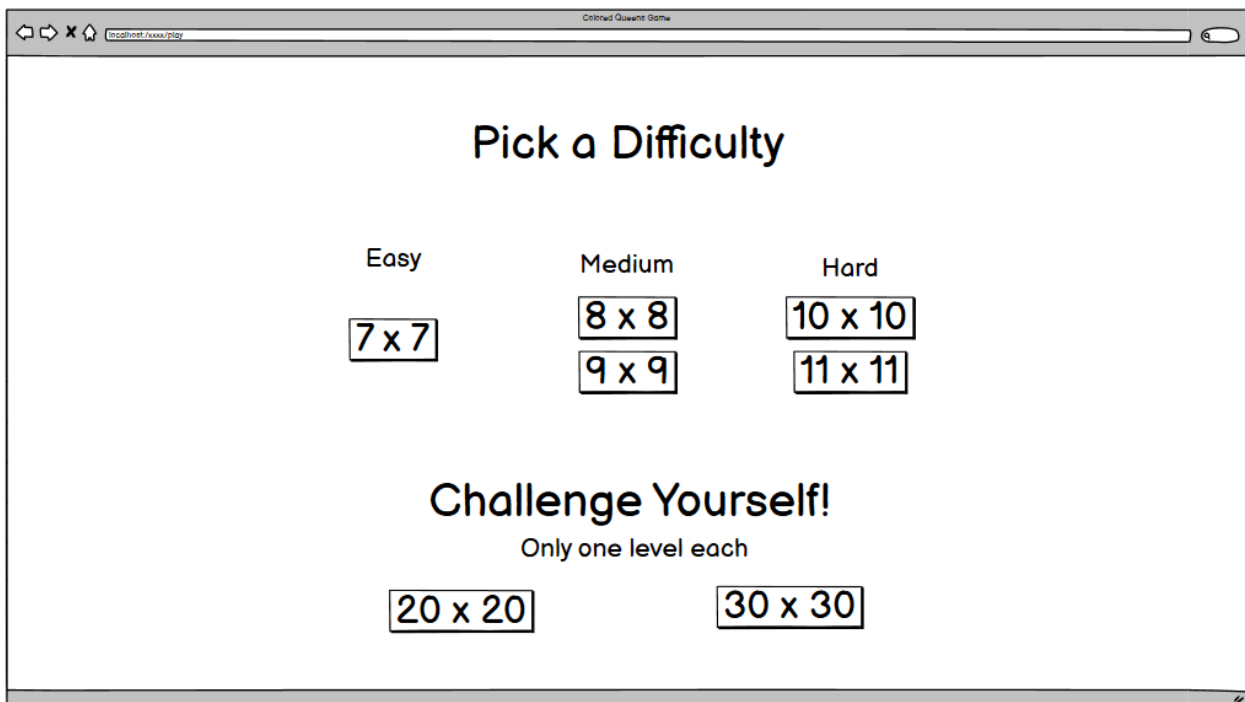 Colored Queens Game
localhost:/xxxx/play
Pick a Difficulty
Easy
Medium
Hard
7 x 7
8 x 8
10 x 10
9 x 9
11 x 11
Challenge Yourself!
Only one level each
20 x 20
30 x 30